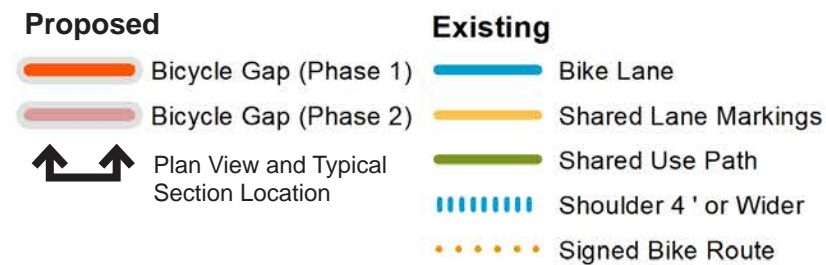 Proposed
Bicycle Gap (Phase 1)
Bicycle Gap (Phase 2)
Plan View and Typical
Section Location
Existing
Bike Lane
Shared Lane Markings
Shared Use Path
Shoulder 4 ' or Wider
Signed Bike Route